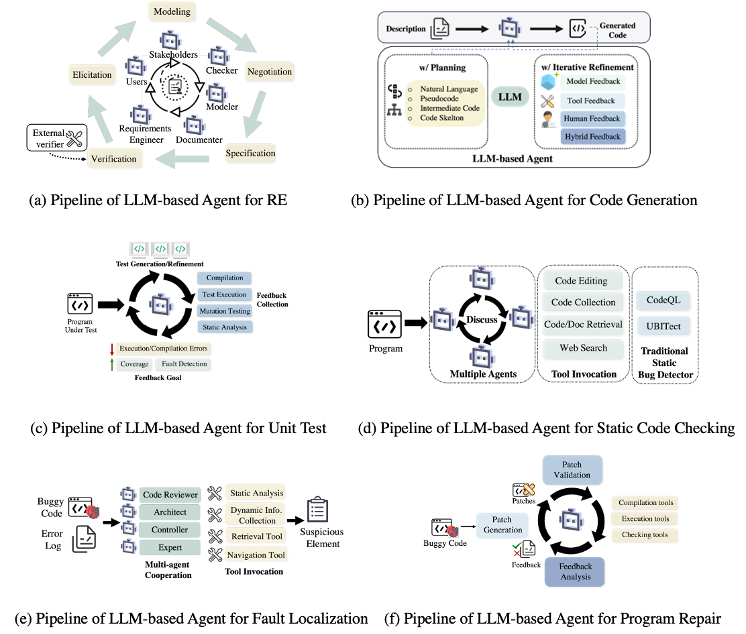 Modeling
Stakeholders
Checker
Elicitation
Users
Negotiation
Modeler
External
verifier
Requirements
Engineer
Documenter
Verification
Specification
(a) Pipeline of LLM-based Agent for RE
Description
Generated
Code
w/ Planning
Natural Language
Pseudocode
Intermediate Code
Code Skelton
LLM
w/ Iterative Refinement
Model Feedback
Tool Feedback
Human Feedback
Hybrid Feedback
LLM-based Agent
(b) Pipeline of LLM-based Agent for Code Generation
Test Generation/Refinement
Program
Under Test
Compilation
Test Execution
Mutation Testing
Static Analysis
Feedback
Collection
Execution/Compilation Errors
Coverage
Fault Detection
Feedback Goal
(c) Pipeline of LLM-based Agent for Unit Test
Program
Discuss
Multiple Agents
Code Editing
Code Collection
Code/Doc Retrieval
Web Search
Tool Invocation
CodeQL
UBITect
Traditional
Static
Bug Detector
(d) Pipeline of LLM-based Agent for Static Code Checking
Buggy
Code
Error
Log
Code Reviewer
Architect
Controller
Expert
Multi-agent
Cooperation
Static Analysis
Dynamic Info.
Collection
Retrieval Tool
Navigation Tool
Tool Invocation
Suspicious
Element
(e) Pipeline of LLM-based Agent for Fault Localization
Patch
Validation
Patches
Buggy Code
Patch
Generation
Feedback
Feedback
Analysis
Compilation tools
Execution tools
Checking tools
(f) Pipeline of LLM-based Agent for Program Repair